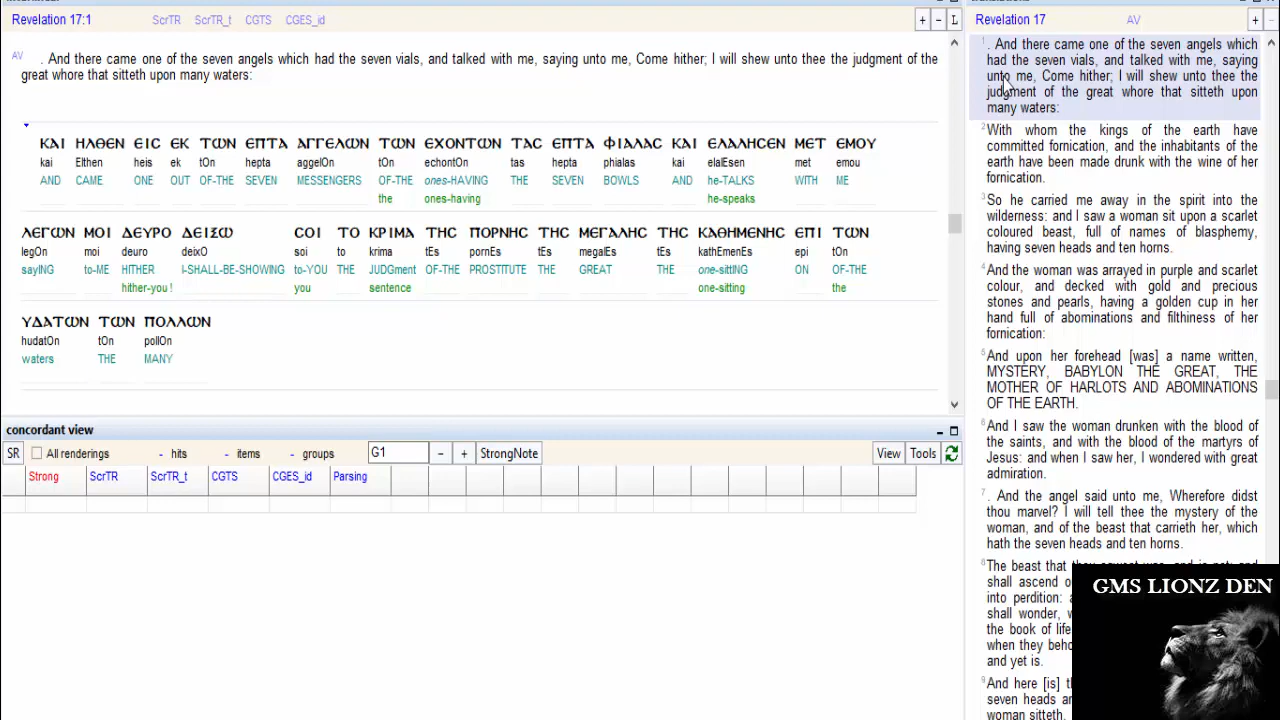 Revelation 17:1 ScrTR ScrTR_t CGTS CGES_id + - L
AV . And there came one of the seven angels which had the seven vials, and talked with me, saying unto me, Come hither; I will shew unto thee the judgment of the
great whore that sitteth upon many waters:
ΚΑΙ ΗΛΘΕΝ ΕΙϹ ΕΚ ΤΩΝ ΕΠΤΑ ΑΓΓΕΛΩΝ ΤΩΝ ΕΧΟΝΤΩΝ ΤΑϹ ΕΠΤΑ ΦΙΑΛΑϹ ΚΑΙ ΕΛΑΛΗϹΕΝ ΜΕΤ ΕΜΟΥ
kai Elthen heis ek tOn hepta aggelOn tOn echontOn tas hepta phialas kai elalEsen met emou
AND CAME ONE OUT OF-THE SEVEN MESSENGERS OF-THE ones-HAVING THE SEVEN BOWLS AND he-TALKS WITH ME
the ones-having he-speaks
ΛΕΓΩΝ ΜΟΙ ΔΕΥΡΟ ΔΕΙΞΩ ϹΟΙ ΤΟ ΚΡΙΜΑ ΤΗϹ ΠΟΡΝΗϹ ΤΗϹ ΜΕΓΑΛΗϹ ΤΗϹ ΚΑΘΗΜΕΝΗϹ ΕΠΙ ΤΩΝ
legOn moi deuro deixO soi to krima tEs pornEs tEs megalEs tEs kathEmenEs epi tOn
sayING to-ME HITHER I-SHALL-BE-SHOWING to-YOU THE JUDGment OF-THE PROSTITUTE THE GREAT THE one-sittING ON OF-THE
hither-you ! you sentence one-sitting the
ΥΔΑΤΩΝ ΤΩΝ ΠΟΛΛΩΝ
hudatOn tOn pollOn
waters THE MANY
concordant view
SR All renderings - hits - items - groups G1 - + StrongNote View Tools
Strong ScrTR ScrTR_t CGTS CGES_id Parsing
Revelation 17 AV +
1 . And there came one of the seven angels which
had the seven vials, and talked with me, saying
unto me, Come hither; I will shew unto thee the
judgment of the great whore that sitteth upon
many waters:
2 With whom the kings of the earth have
committed fornication, and the inhabitants of the
earth have been made drunk with the wine of her
fornication.
3 So he carried me away in the spirit into the
wilderness: and I saw a woman sit upon a scarlet
coloured beast, full of names of blasphemy,
having seven heads and ten horns.
4 And the woman was arrayed in purple and scarlet
colour, and decked with gold and precious
stones and pearls, having a golden cup in her
hand full of abominations and filthiness of her
fornication:
5 And upon her forehead [was] a name written,
MYSTERY, BABYLON THE GREAT, THE
MOTHER OF HARLOTS AND ABOMINATIONS
OF THE EARTH.
6 And I saw the woman drunken with the blood of
the saints, and with the blood of the martyrs of
Jesus: and when I saw her, I wondered with great
admiration.
7 . And the angel said unto me, Wherefore didst
thou marvel? I will tell thee the mystery of the
woman, and of the beast that carrieth her, which
hath the seven heads and ten horns.
8 The beast that
shall ascend
into perdition:
shall wonder,
the book of life
when they
and yet is.
9 And here [is]
seven heads
woman sitteth.
GMS LIONZ DEN